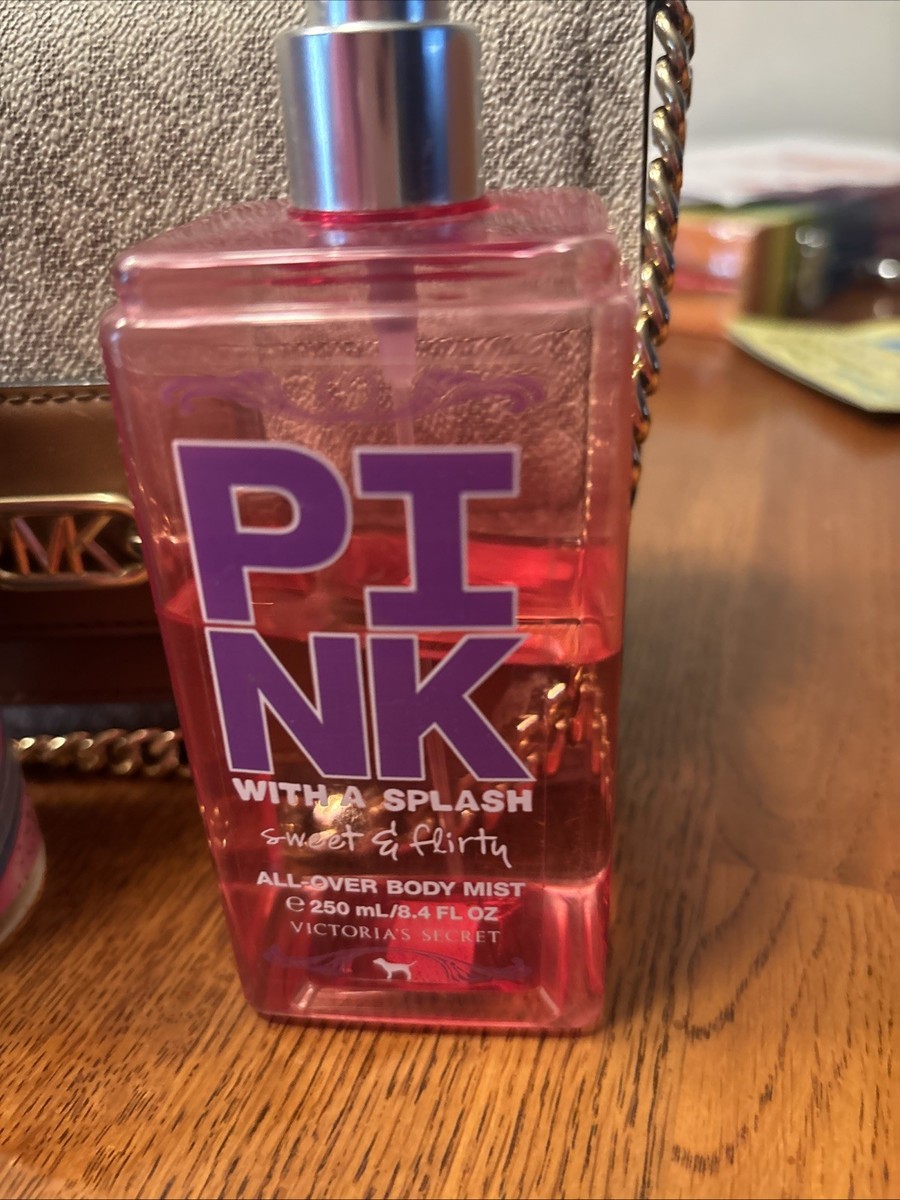 MK
PI
NK
WITH A SPLASH
sweet & flirty
ALL-OVER BODY MIST
℮ 250 mL/8.4 FL OZ
VICTORIA'S SECRET